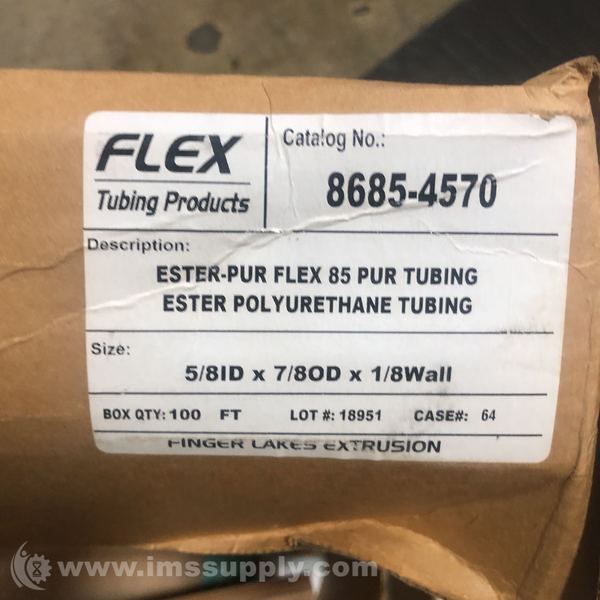 FLEX
Tubing Products
Catalog No.:
8685-4570
Description:
ESTER-PUR FLEX 85 PUR TUBING
ESTER POLYURETHANE TUBING
Size:
5/8ID x 7/8OD x 1/8Wall
BOX QTY: 100 FT LOT #: 18951 CASE#: 64
FINGER LAKES EXTRUSION
www.imssupply.com